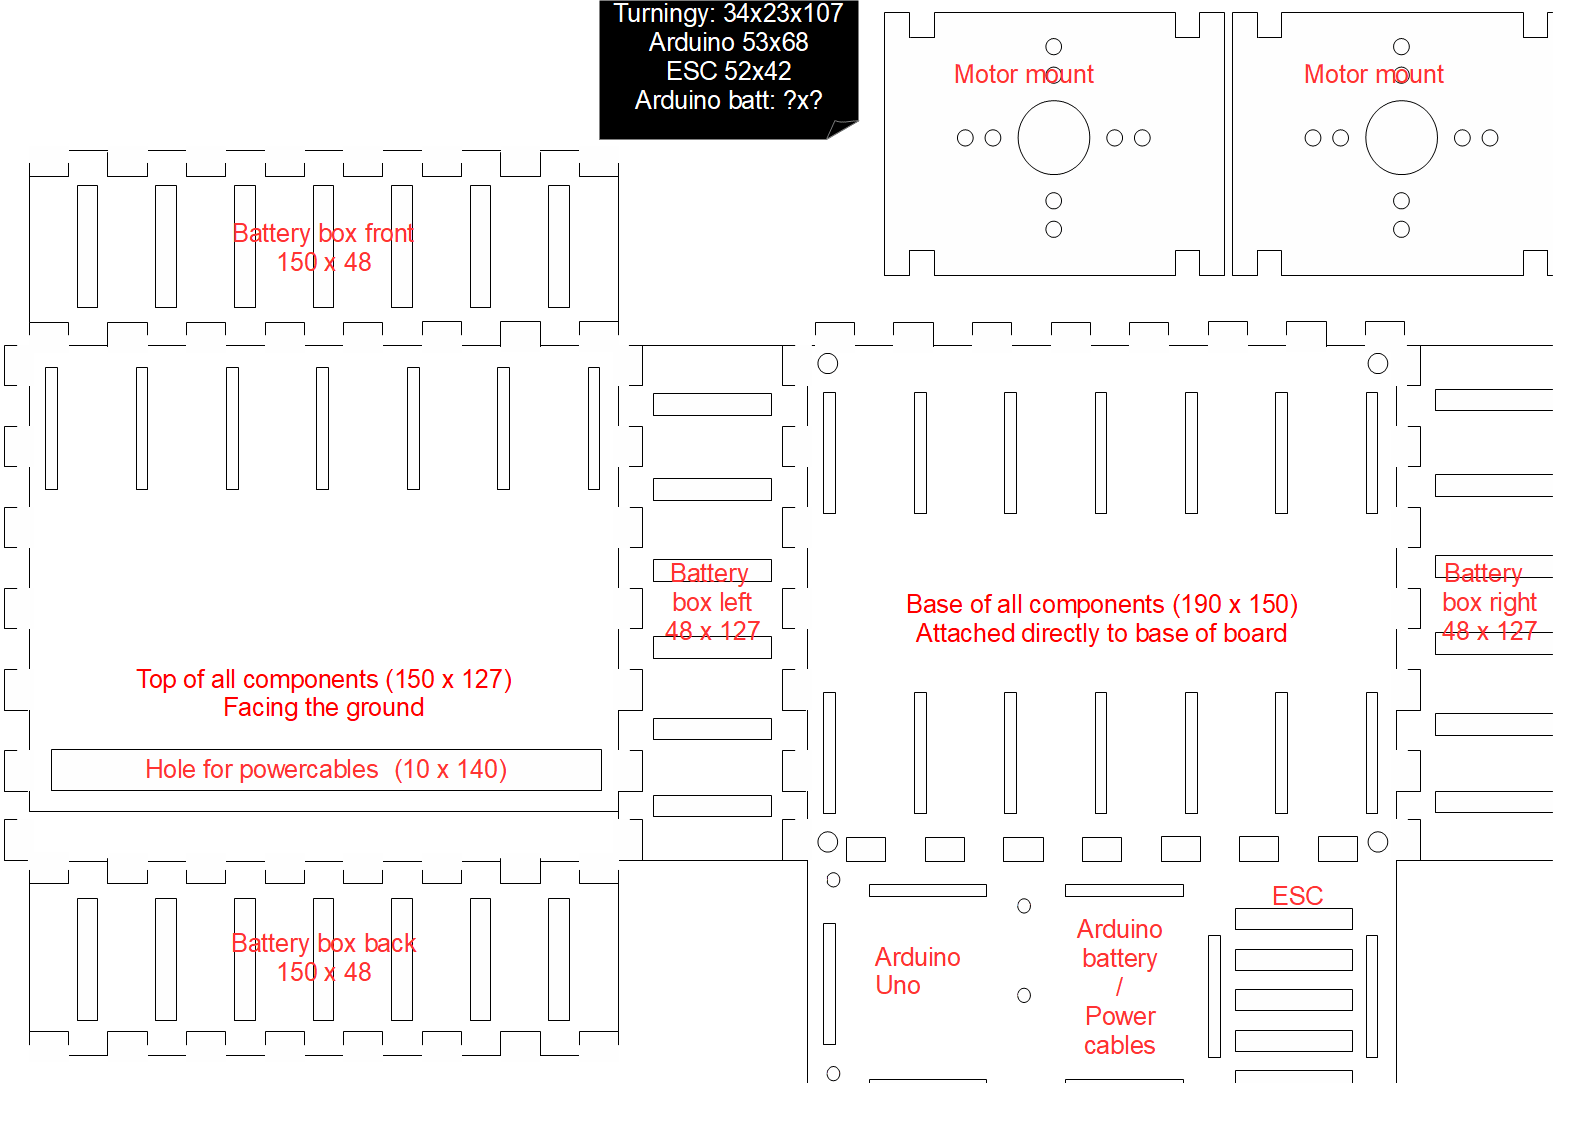 Turningy: 34x23x107
Arduino 53x68
ESC 52x42
Arduino batt: ?x?
Motor mount
Motor mount
Battery box front
150 x 48
Battery
box left
48 x 127
Base of all components (190 x 150)
Attached directly to base of board
Battery
box right
48 x 127
Top of all components (150 x 127)
Facing the ground
Hole for powercables (10 x 140)
Battery box back
150 x 48
Arduino
Uno
Arduino
battery
/
Power
cables
ESC